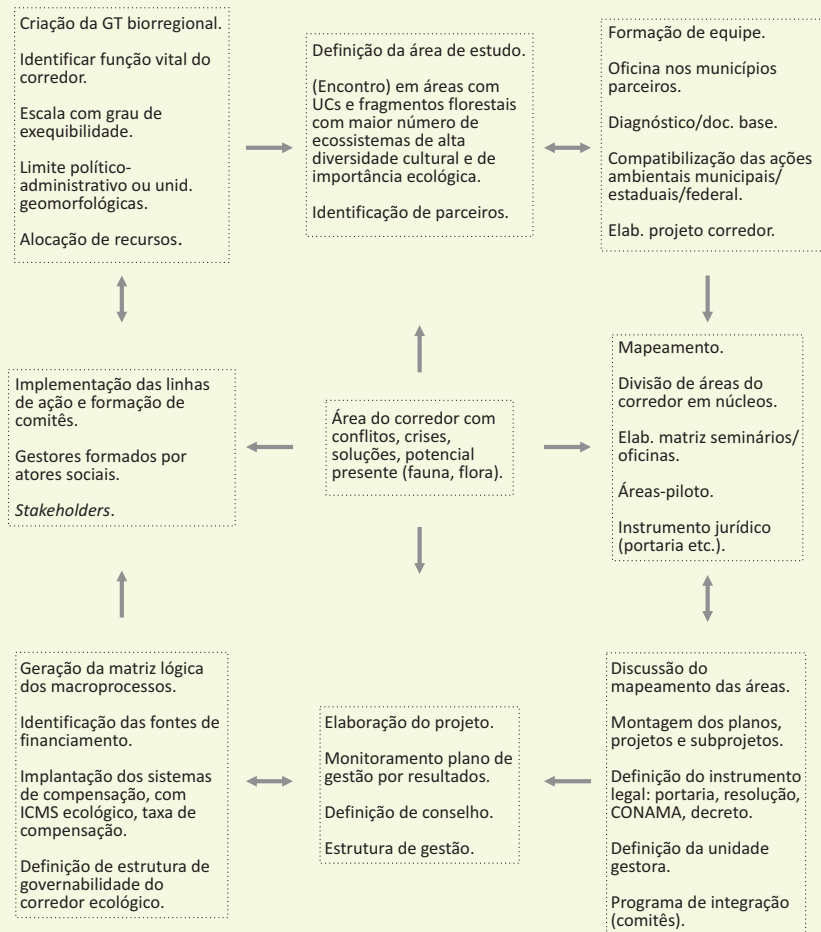 Criação da GT biorregional.
Identificar função vital do
corredor.
Escala com grau de
exequibilidade.
Limite político-
administrativo ou unid.
geomorfológicas.
Alocação de recursos.
Definição da área de estudo.
(Encontro) em áreas com
UCs e fragmentos florestais
com maior número de
ecossistemas de alta
diversidade cultural e de
importância ecológica.
Identificação de parceiros.
Formação de equipe.
Oficina nos municípios
parceiros.
Diagnóstico/doc. base.
Compatibilização das ações
ambientais municipais/
estaduais/federal.
Elab. projeto corredor.
Implementação das linhas
de ação e formação de
comitês.
Gestores formados por
atores sociais.
Stakeholders.
Área do corredor com
conflitos, crises,
soluções, potencial
presente (fauna, flora).
Mapeamento.
Divisão de áreas do
corredor em núcleos.
Elab. matriz seminários/
oficinas.
Áreas-piloto.
Instrumento jurídico
(portaria etc.).
Geração da matriz lógica
dos macroprocessos.
Identificação das fontes de
financiamento.
Implantação dos sistemas
de compensação, com
ICMS ecológico, taxa de
compensação.
Definição de estrutura de
governabilidade do
corredor ecológico.
Elaboração do projeto.
Monitoramento plano de
gestão por resultados.
Definição de conselho.
Estrutura de gestão.
Discussão do
mapeamento das áreas.
Montagem dos planos,
projetos e subprojetos.
Definição do instrumento
legal: portaria, resolução,
CONAMA, decreto.
Definição da unidade
gestora.
Programa de integração
(comitês).